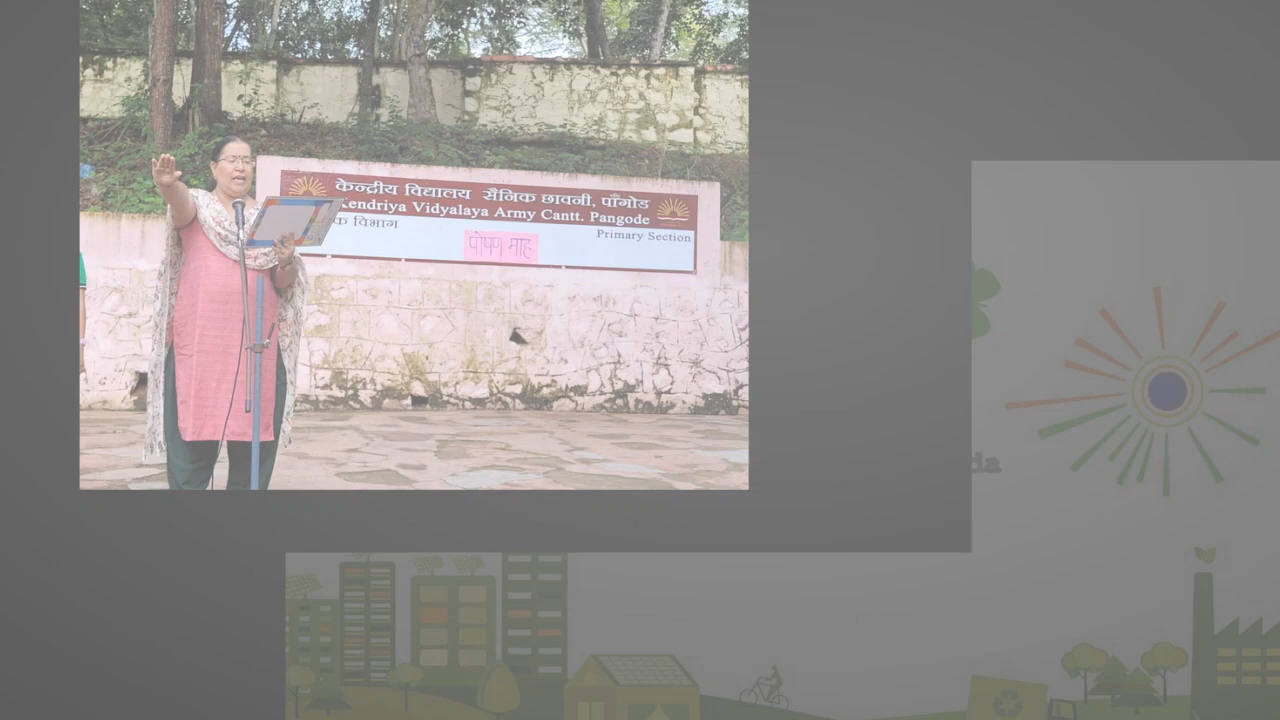 केन्द्रीय विद्यालय सैनिक छावनी, पाँगोड
Kendriya Vidyalaya Army Cantt. Pangode
विभाग
Primary Section
पोषण माह